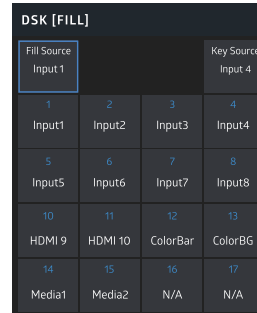 DSK [FILL]
Fill Source Key Source
Input 1 Input 4
1 2 3 4
Input1 Input2 Input3 Input4
5 6 7 8
Input5 Input6 Input7 Input8
10 11 12 13
HDMI 9 HDMI 10 ColorBar ColorBG
14 15 16 17
Media1 Media2 N/A N/A